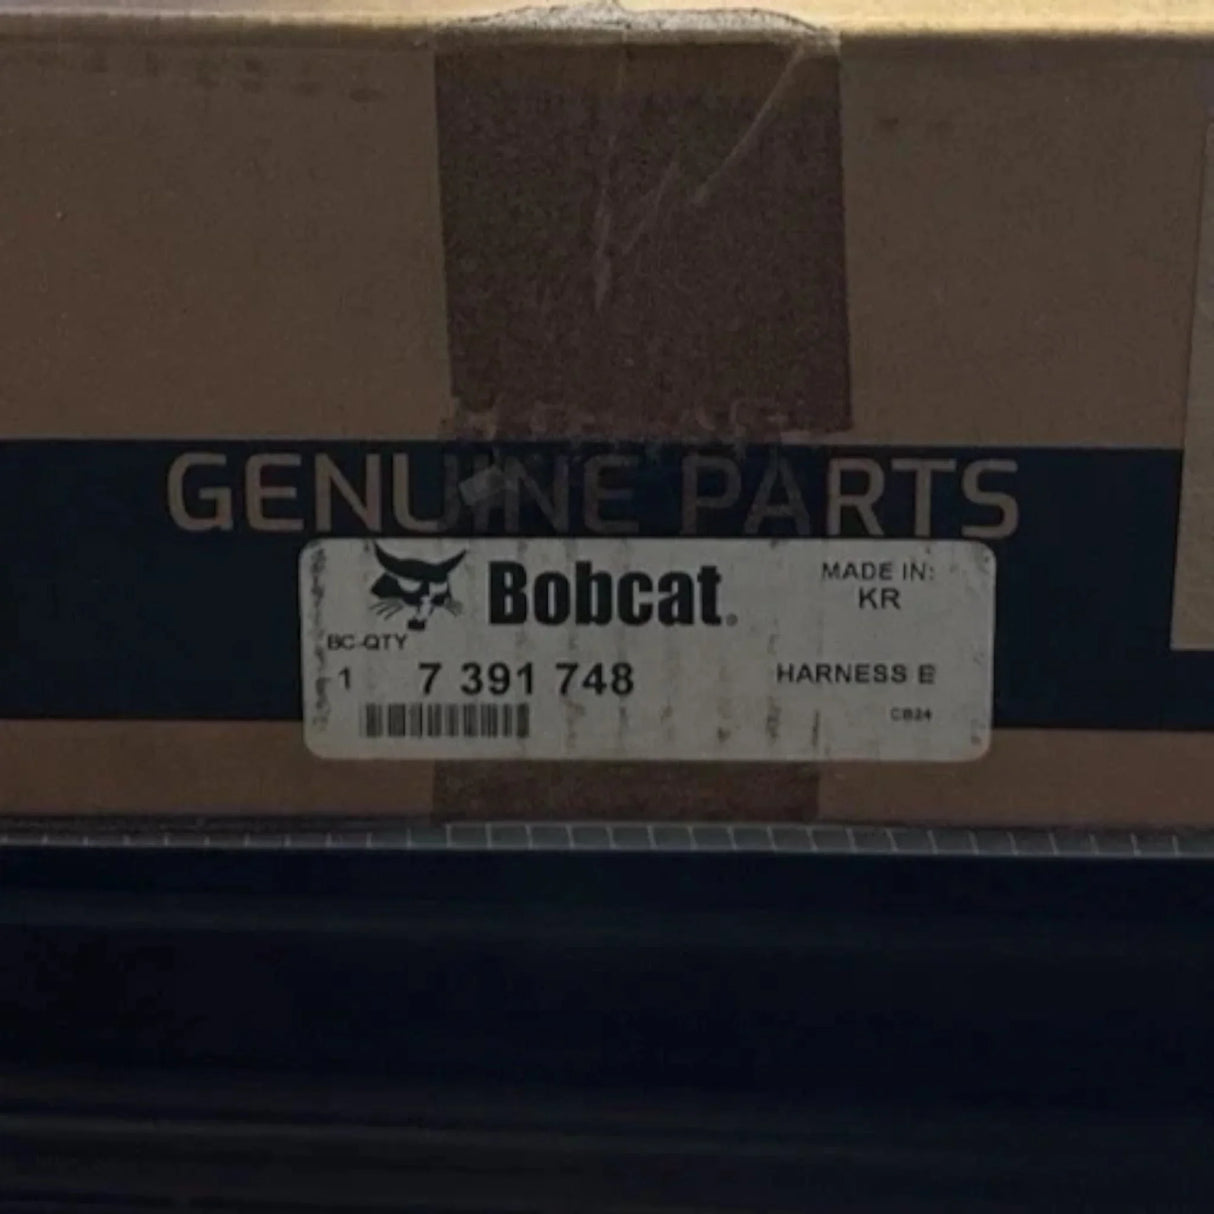 GENUINE PARTS
Bobcat®
MADE IN:
KR
BC-QTY
1 7 391 748 HARNESS E
CB24